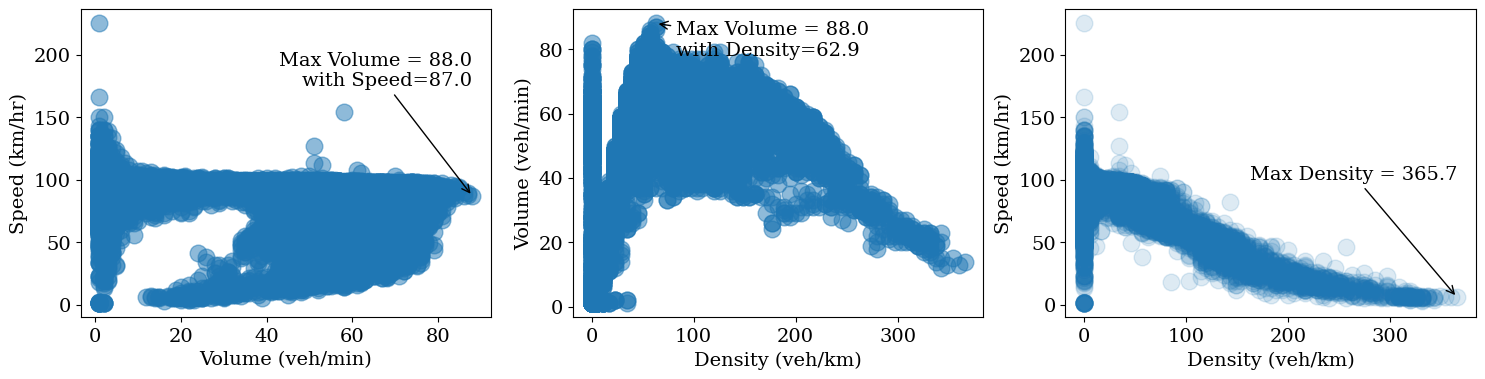 Speed (km/hr)
200
150
100
50
0
Max Volume = 88.0
with Speed=87.0
0 20 40 60 80
Volume (veh/min)
Volume (veh/min)
80
60
40
20
0
Max Volume = 88.0
with Density=62.9
0 100 200 300
Density (veh/km)
Speed (km/hr)
200
150
100
50
0
Max Density = 365.7
0 100 200 300
Density (veh/km)